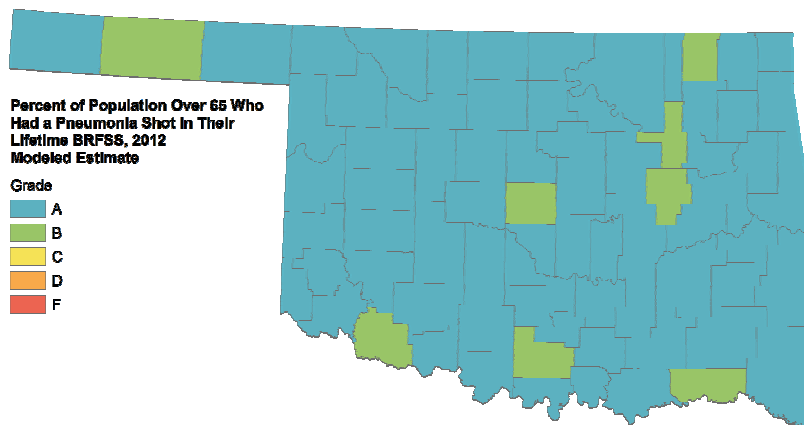 Percent of Population Over 65 Who
Had a Pneumonia Shot In Their
Lifetime BRFSS, 2012
Modeled Estimate
Grade
A
B
C
D
F